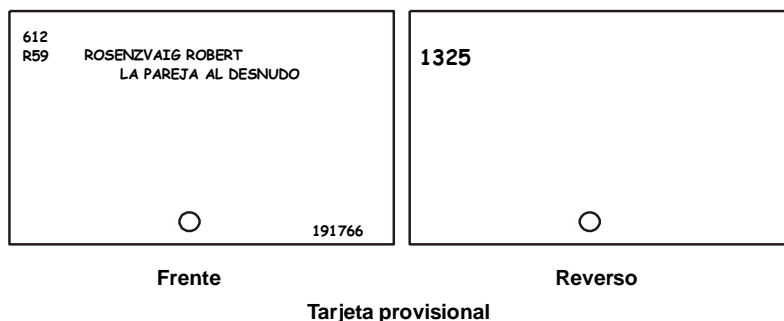 612
R59 ROSENZVAIG ROBERT
LA PAREJA AL DESNUDO
191766
1325
Frente
Reverso
Tarjeta provisional